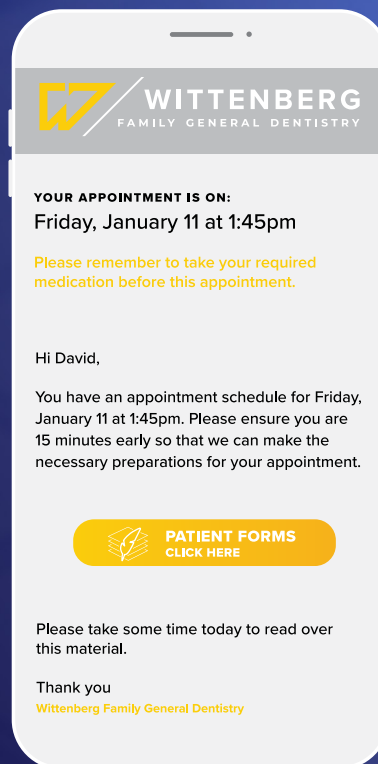 WITTENBERG
FAMILY GENERAL DENTISTRY
YOUR APPOINTMENT IS ON:
Friday, January 11 at 1:45pm
Please remember to take your required
medication before this appointment.
Hi David,
You have an appointment schedule for Friday,
January 11 at 1:45pm. Please ensure you are
15 minutes early so that we can make the
necessary preparations for your appointment.
PATIENT FORMS
CLICK HERE
Please take some time today to read over
this material.
Thank you
Wittenberg Family General Dentistry